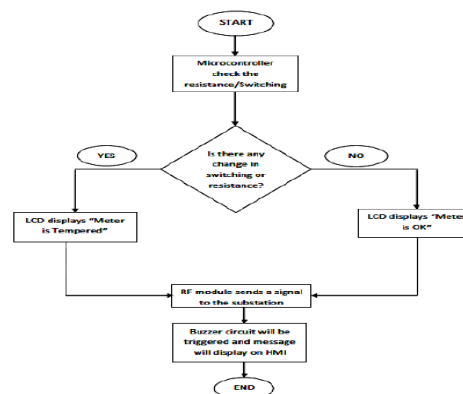 START
Microcontroller
check the
resistance/Switching
YES
Is there any
change in
switching or
resistance?
NO
LCD displays “Meter
is Tempered”
LCD displays “Meter
is OK”
RF module sends a signal
to the substation
Buzzer circuit will be
triggered and message
will display on HMI
END